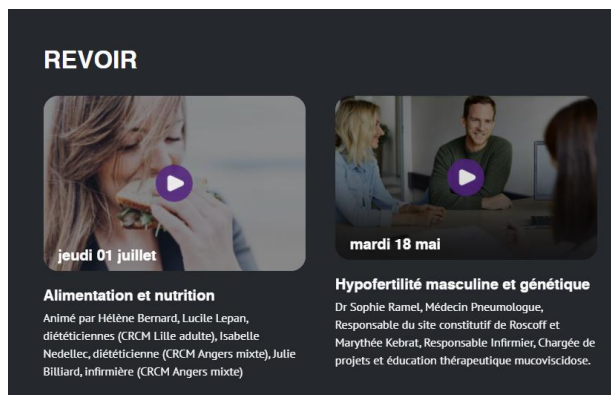 REVOIR
jeudi 01 juillet
Alimentation et nutrition
Animé par Hélène Bernard, Lucile Lepan,
diététiciennes (CRCM Lille adulte), Isabelle
Nedellec, diététicienne (CRCM Angers mixte), Julie
Billiard, infirmière (CRCM Angers mixte)
mardi 18 mai
Hypofertilité masculine et génétique
Dr Sophie Ramel, Médecin Pneumologue,
Responsable du site constitutif de Roscoff et
Marythée Kebrat, Responsable Infirmier, Chargée de
projets et éducation thérapeutique mucoviscidose.